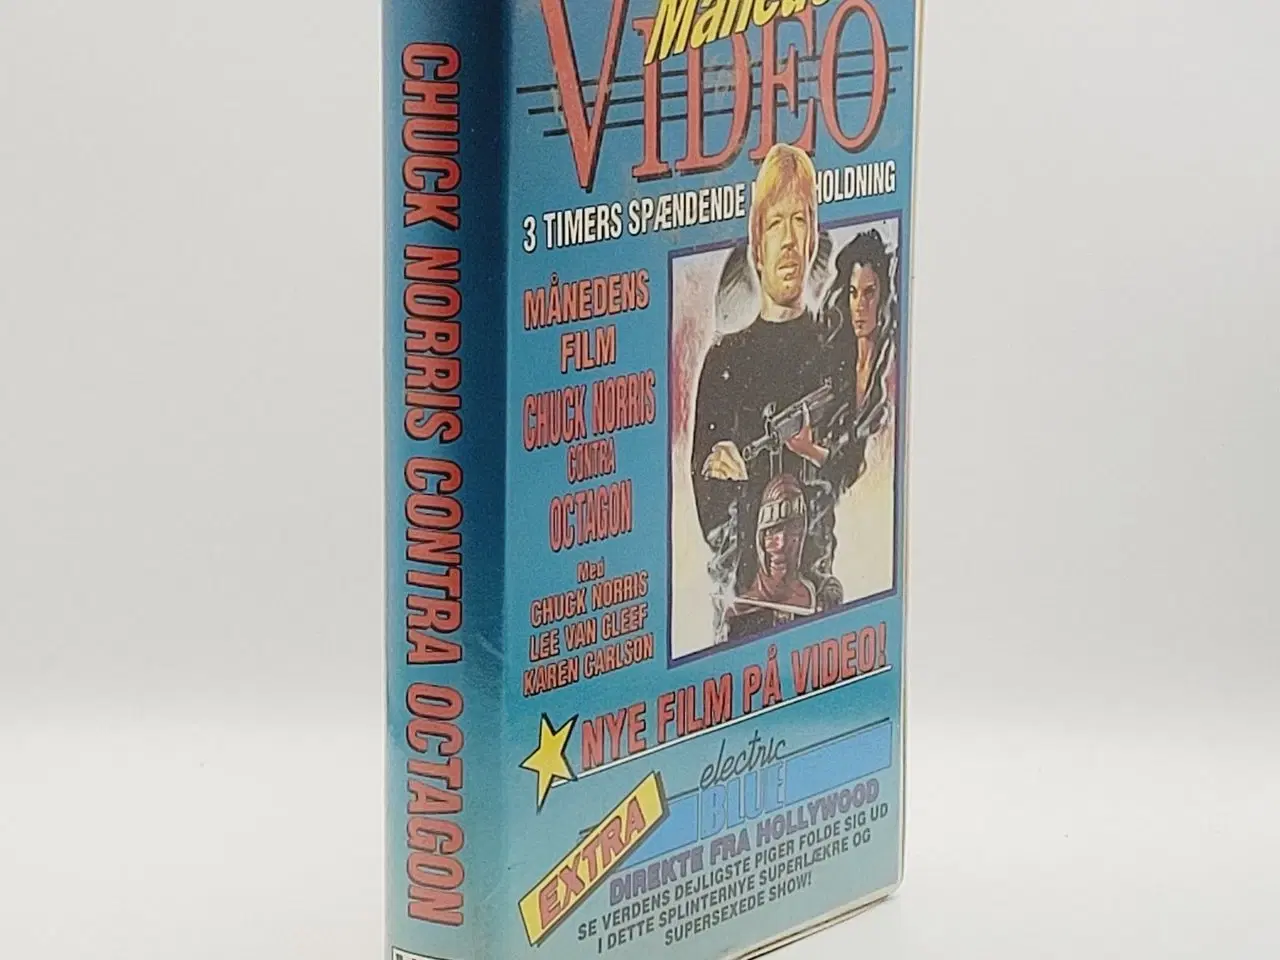 CHUCK NORRIS CONTRA OCTAGON
VIDEO
3 TIMERS SPÆNDENDE
MÅNEDENS
FILM
CHUCK NORRIS
CONTRA
OCTAGON
Med
CHUCK NORRIS
LEE VAN CLEEF
KAREN CARLSON
NYE FILM PÅ VIDEO!
electric
BLUE
EXTRA
DIREKTE FRA HOLLYWOOD
SE VERDENS DEJLIGSTE PIGER FOLDE SIG UD
I DETTE SPLINTERNYE SUPERLÆKRE OG
SUPERSEXEDE SHOW!